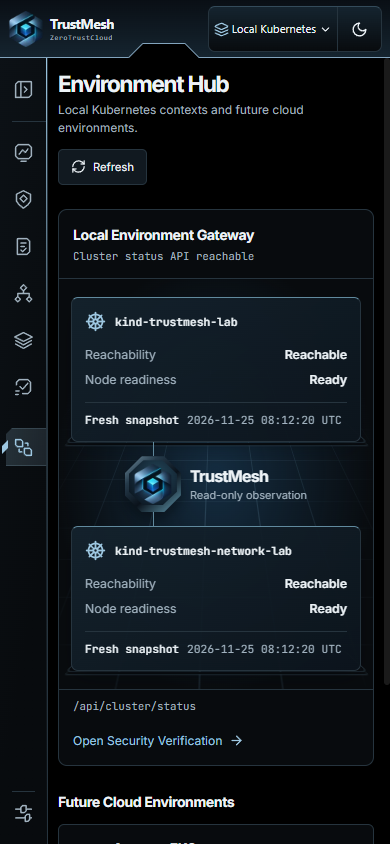 TrustMesh
ZeroTrustCloud
Local Kubernetes
Environment Hub
Local Kubernetes contexts and future cloud
environments.
Refresh
Local Environment Gateway
Cluster status API reachable
kind-trustmesh-lab
Reachability Reachable
Node readiness Ready
Fresh snapshot 2026-11-25 08:12:20 UTC
TrustMesh
Read-only observation
kind-trustmesh-network-lab
Reachability Reachable
Node readiness Ready
Fresh snapshot 2026-11-25 08:12:20 UTC
/api/cluster/status
Open Security Verification
Future Cloud Environments